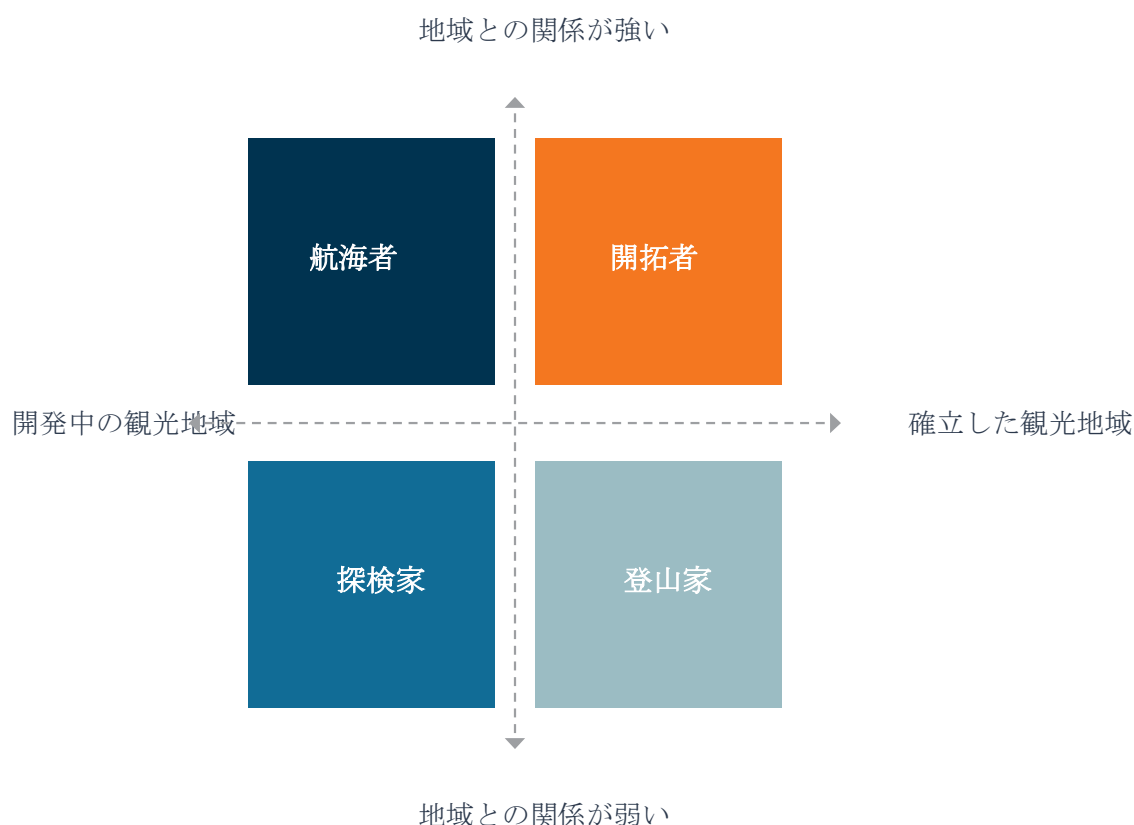 地域との関係が強い
航海者
開拓者
開発中の観光地域
確立した観光地域
探検家
登山家
地域との関係が弱い